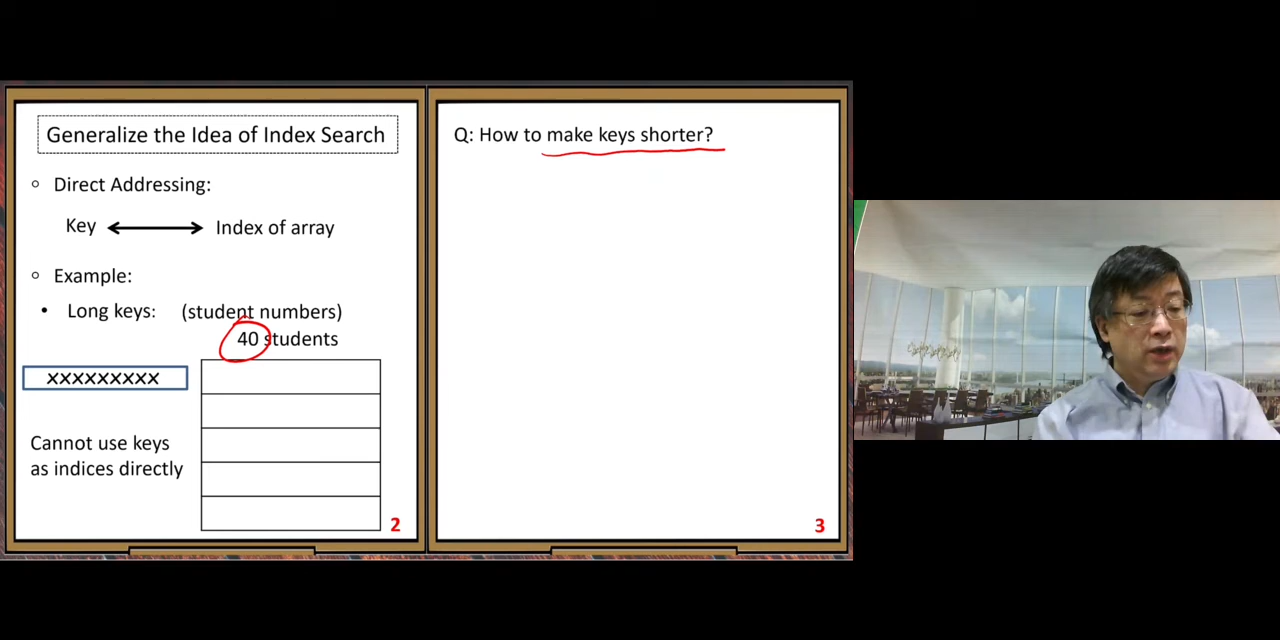 Generalize the Idea of Index Search
Direct Addressing:
Key
Index of array
Example:
Long keys: (student numbers)
40 students
xxxxxxxxx
Cannot use keys
as indices directly
2
Q: How to make keys shorter?
3